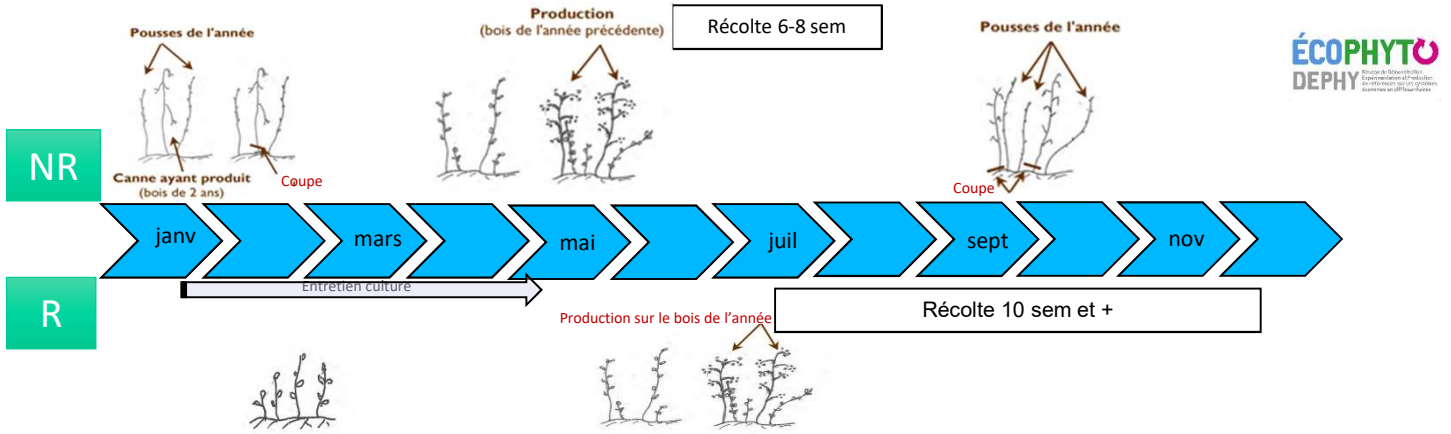 Pousses de l'année
Production
(bois de l'année précédente)
Récolte 6-8 sem
Pousses de l'année
ÉCOPHYTO
DEPHY
NR
Canne ayant produit
(bois de 2 ans)
Coupe
Coupe
janv
mars
mai
juil
sept
nov
Entretien culture
R
Production sur le bois de l’année
Récolte 10 sem et +